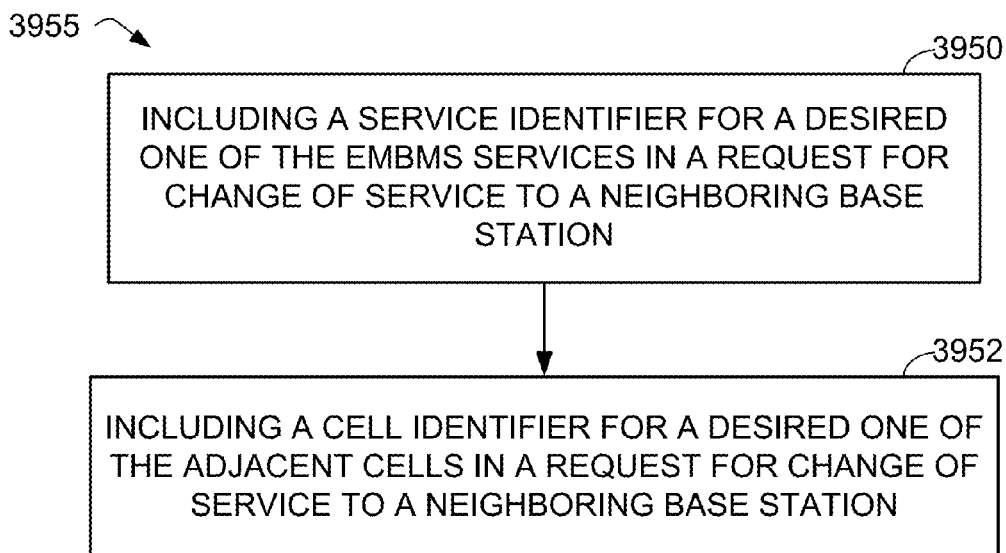 3955
3950
INCLUDING A SERVICE IDENTIFIER FOR A DESIRED
ONE OF THE EMBMS SERVICES IN A REQUEST FOR
CHANGE OF SERVICE TO A NEIGHBORING BASE
STATION
3952
INCLUDING A CELL IDENTIFIER FOR A DESIRED ONE OF
THE ADJACENT CELLS IN A REQUEST FOR CHANGE OF
SERVICE TO A NEIGHBORING BASE STATION